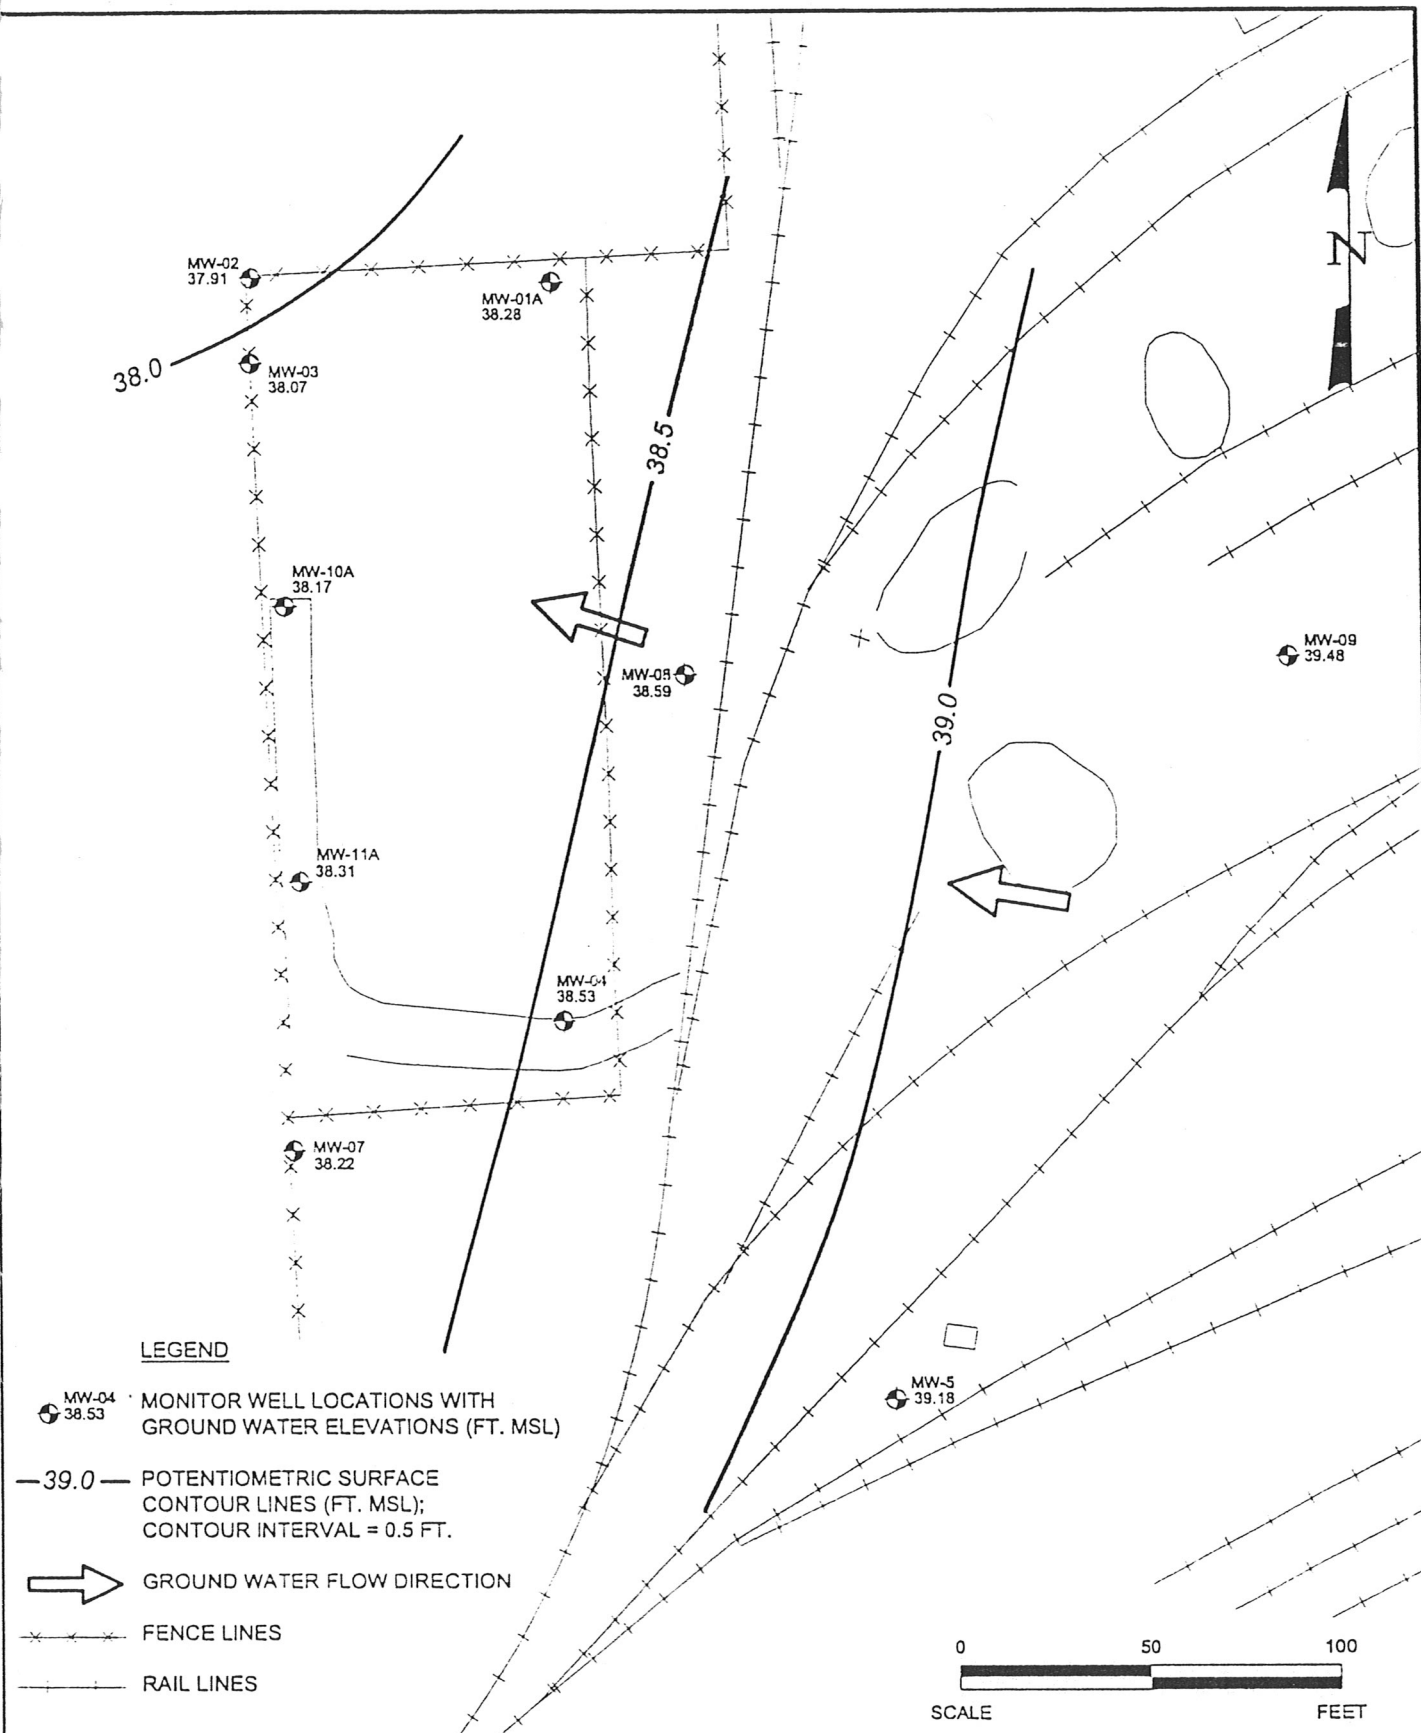 N
MW-02
37.91
MW-01A
38.28
38.0
MW-03
38.07
38.5
MW-10A
38.17
MW-08
38.59
MW-09
39.48
39.0
MW-11A
38.31
MW-04
38.53
MW-07
38.22
MW-5
39.18
LEGEND
MW-04
38.53
MONITOR WELL LOCATIONS WITH
GROUND WATER ELEVATIONS (FT. MSL)
39.0
POTENTIOMETRIC SURFACE
CONTOUR LINES (FT. MSL);
CONTOUR INTERVAL = 0.5 FT.
GROUND WATER FLOW DIRECTION
FENCE LINES
RAIL LINES
0 50 100
SCALE FEET